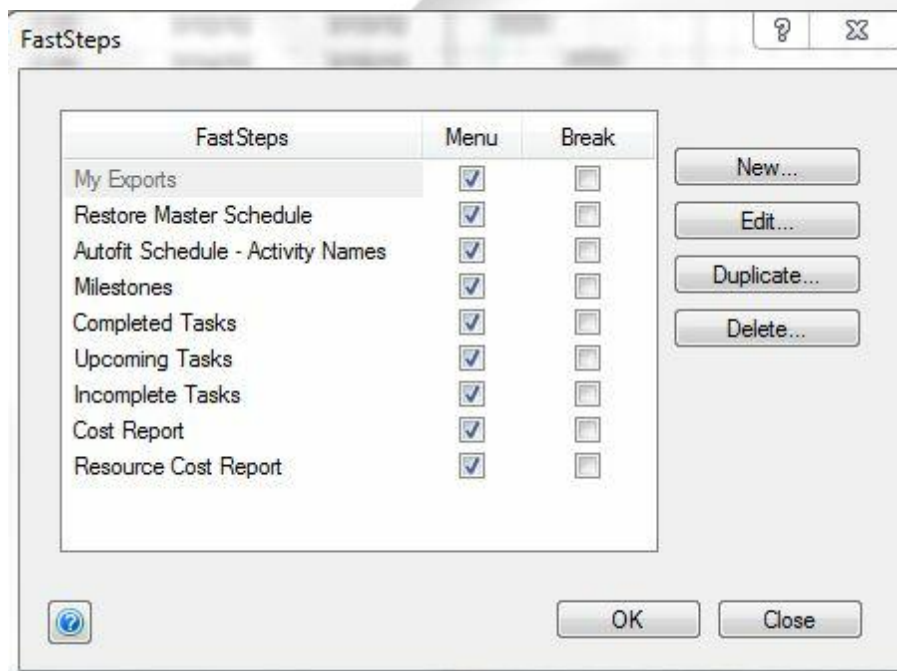 FastSteps
FastSteps Menu Break
My Exports
Restore Master Schedule
Autofit Schedule - Activity Names
Milestones
Completed Tasks
Upcoming Tasks
Incomplete Tasks
Cost Report
Resource Cost Report
New...
Edit...
Duplicate...
Delete...
OK Close